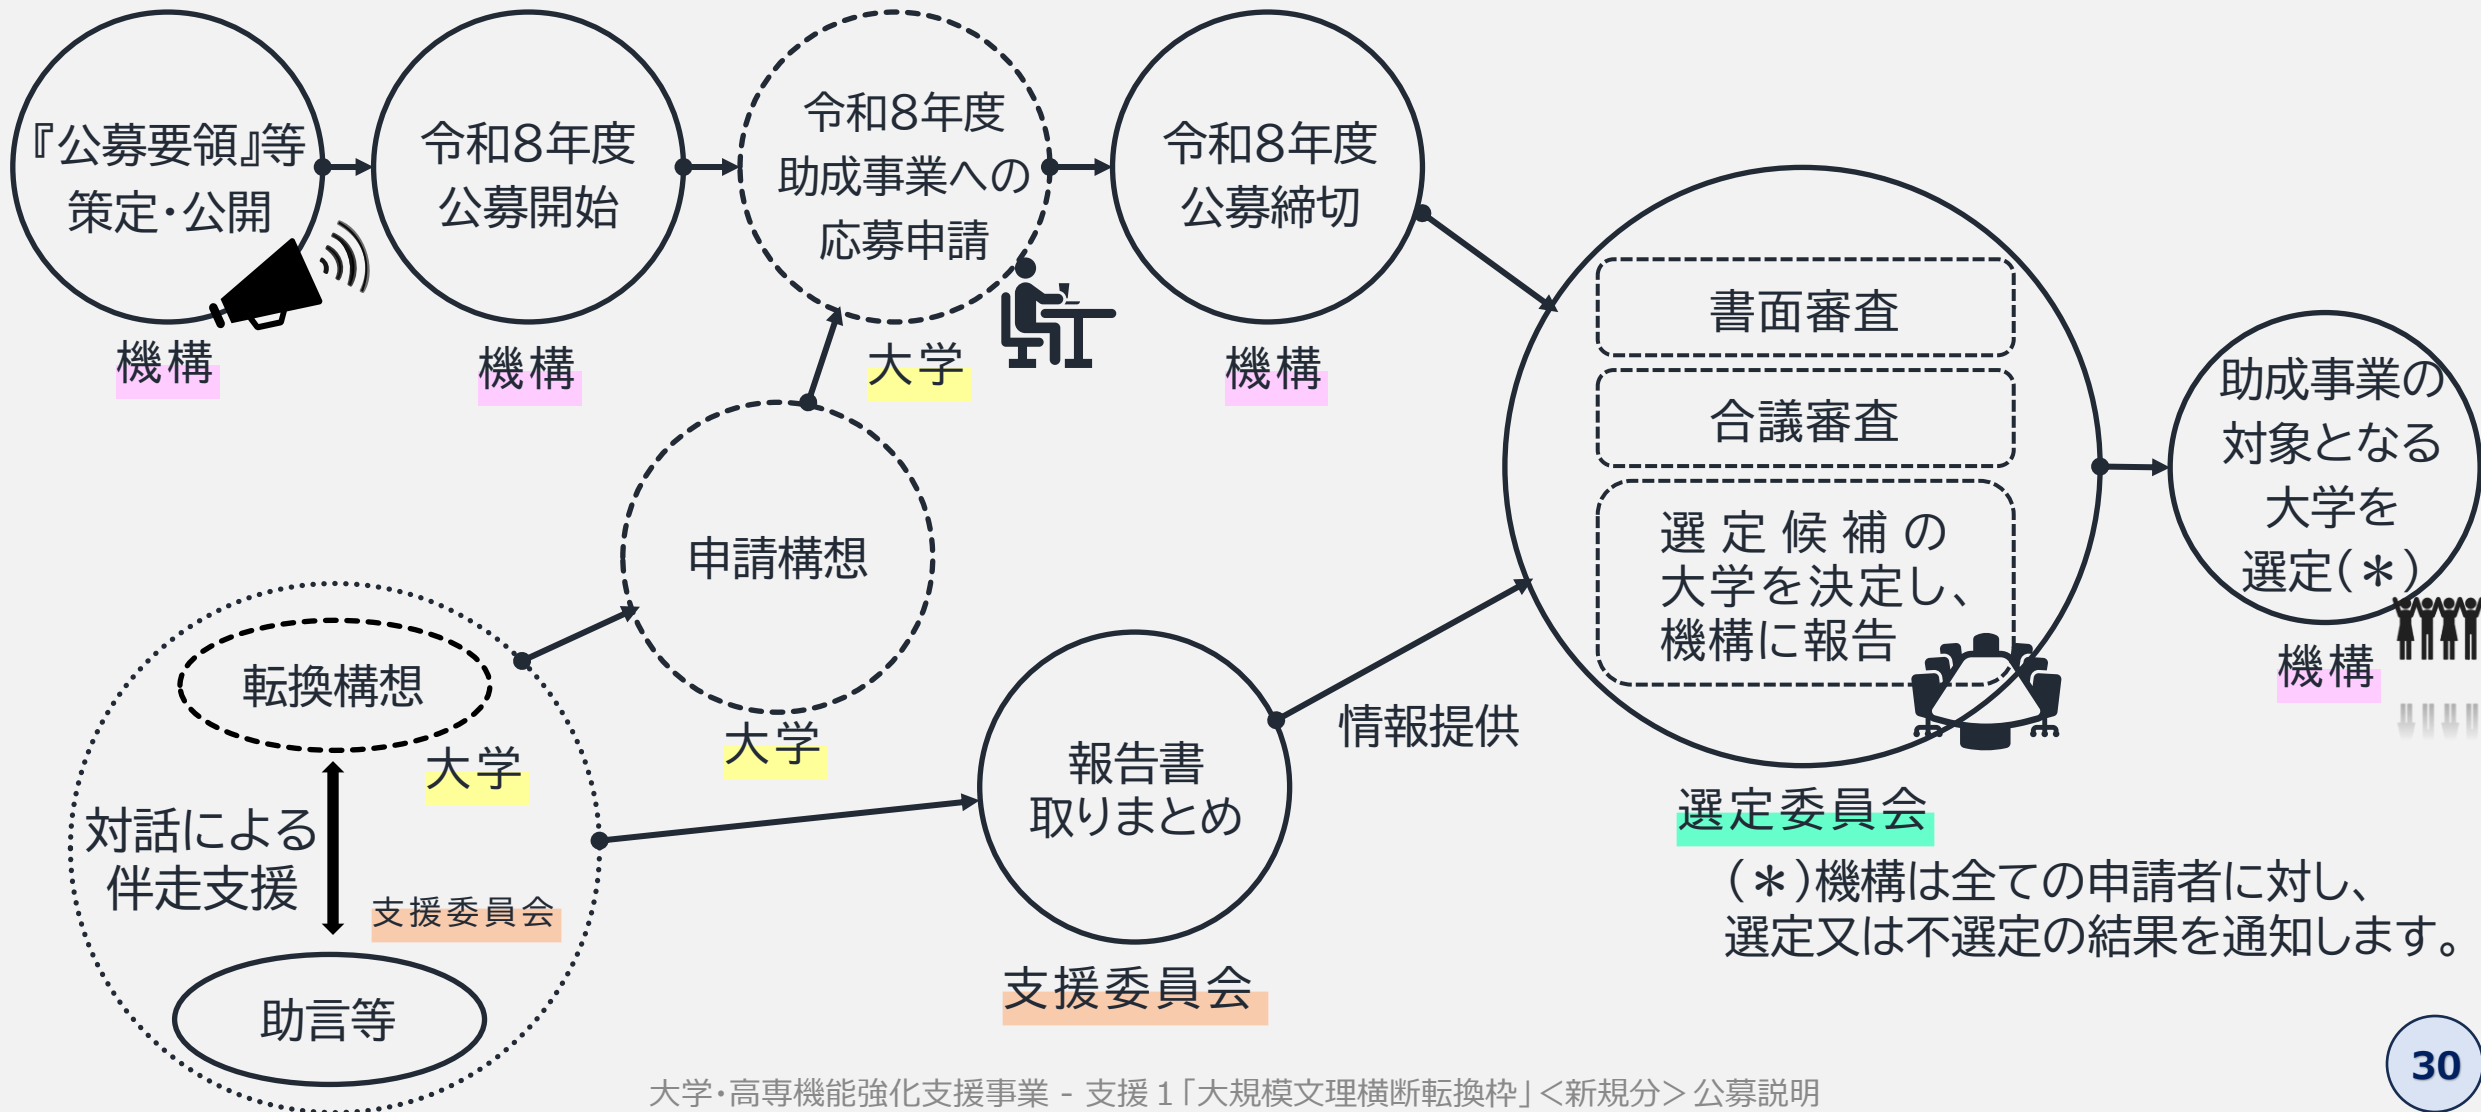 『公募要領』等
策定・公開
機構
令和8年度
公募開始
機構
令和8年度
助成事業への
応募申請
大学
令和8年度
公募締切
機構
書面審査
合議審査
選定候補の
大学を決定し、
機構に報告
選定委員会
助成事業の
対象となる
大学を
選定(＊)
機構
申請構想
大学
転換構想
大学
対話による
伴走支援
支援委員会
助言等
報告書
取りまとめ
支援委員会
情報提供
(＊)機構は全ての申請者に対し、
選定又は不選定の結果を通知します。
大学・高専機能強化支援事業 - 支援１「大規模文理横断転換枠」＜新規分＞公募説明
30